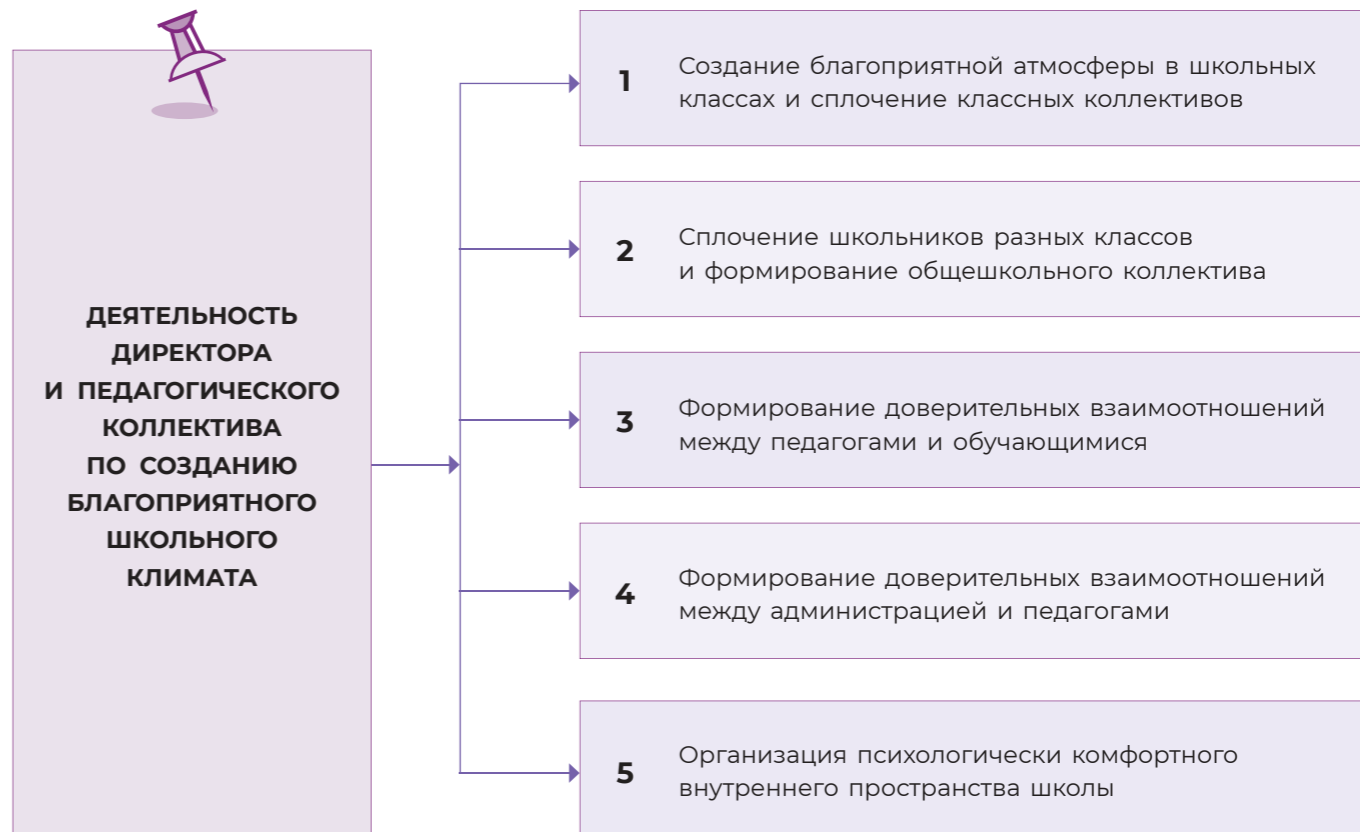 ДЕЯТЕЛЬНОСТЬ
ДИРЕКТОРА
И ПЕДАГОГИЧЕСКОГО
КОЛЛЕКТИВА
ПО СОЗДАНИЮ
БЛАГОПРИЯТНОГО
ШКОЛЬНОГО
КЛИМАТА
1
Создание благоприятной атмосферы в школьных
классах и сплочение классных коллективов
2
Сплочение школьников разных классов
и формирование общешкольного коллектива
3
Формирование доверительных взаимоотношений
между педагогами и обучающимися
4
Формирование доверительных взаимоотношений
между администрацией и педагогами
5
Организация психологически комфортного
внутреннего пространства школы